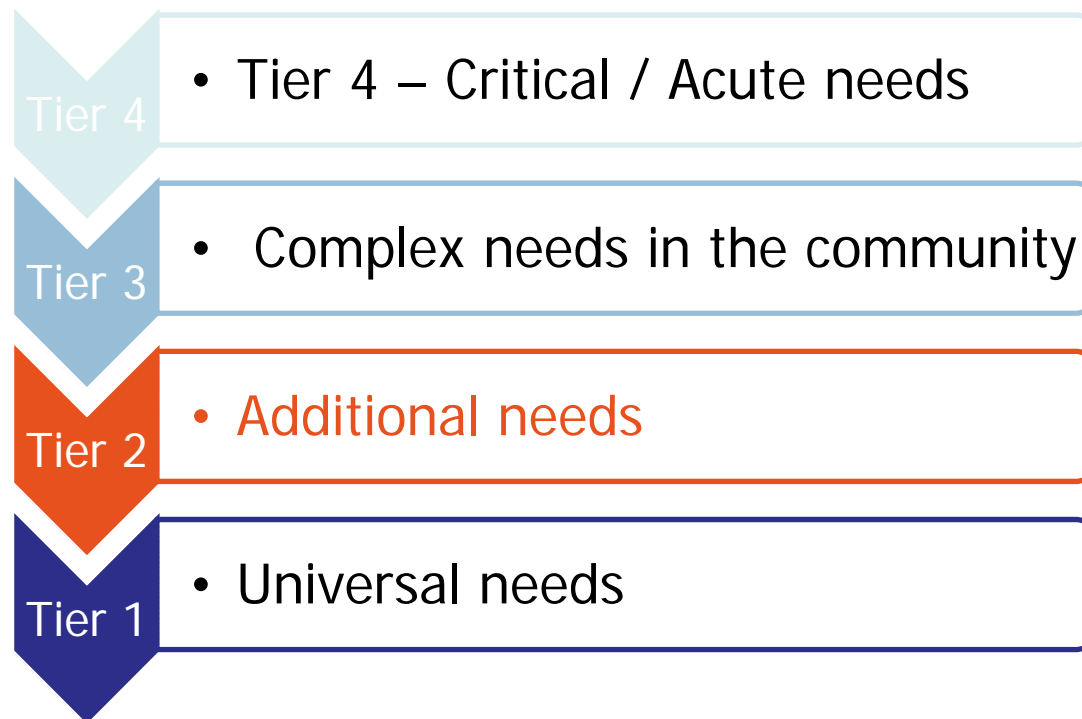 Tier 4
• Tier 4 – Critical / Acute needs
Tier 3
• Complex needs in the community
Tier 2
• Additional needs
Tier 1
• Universal needs